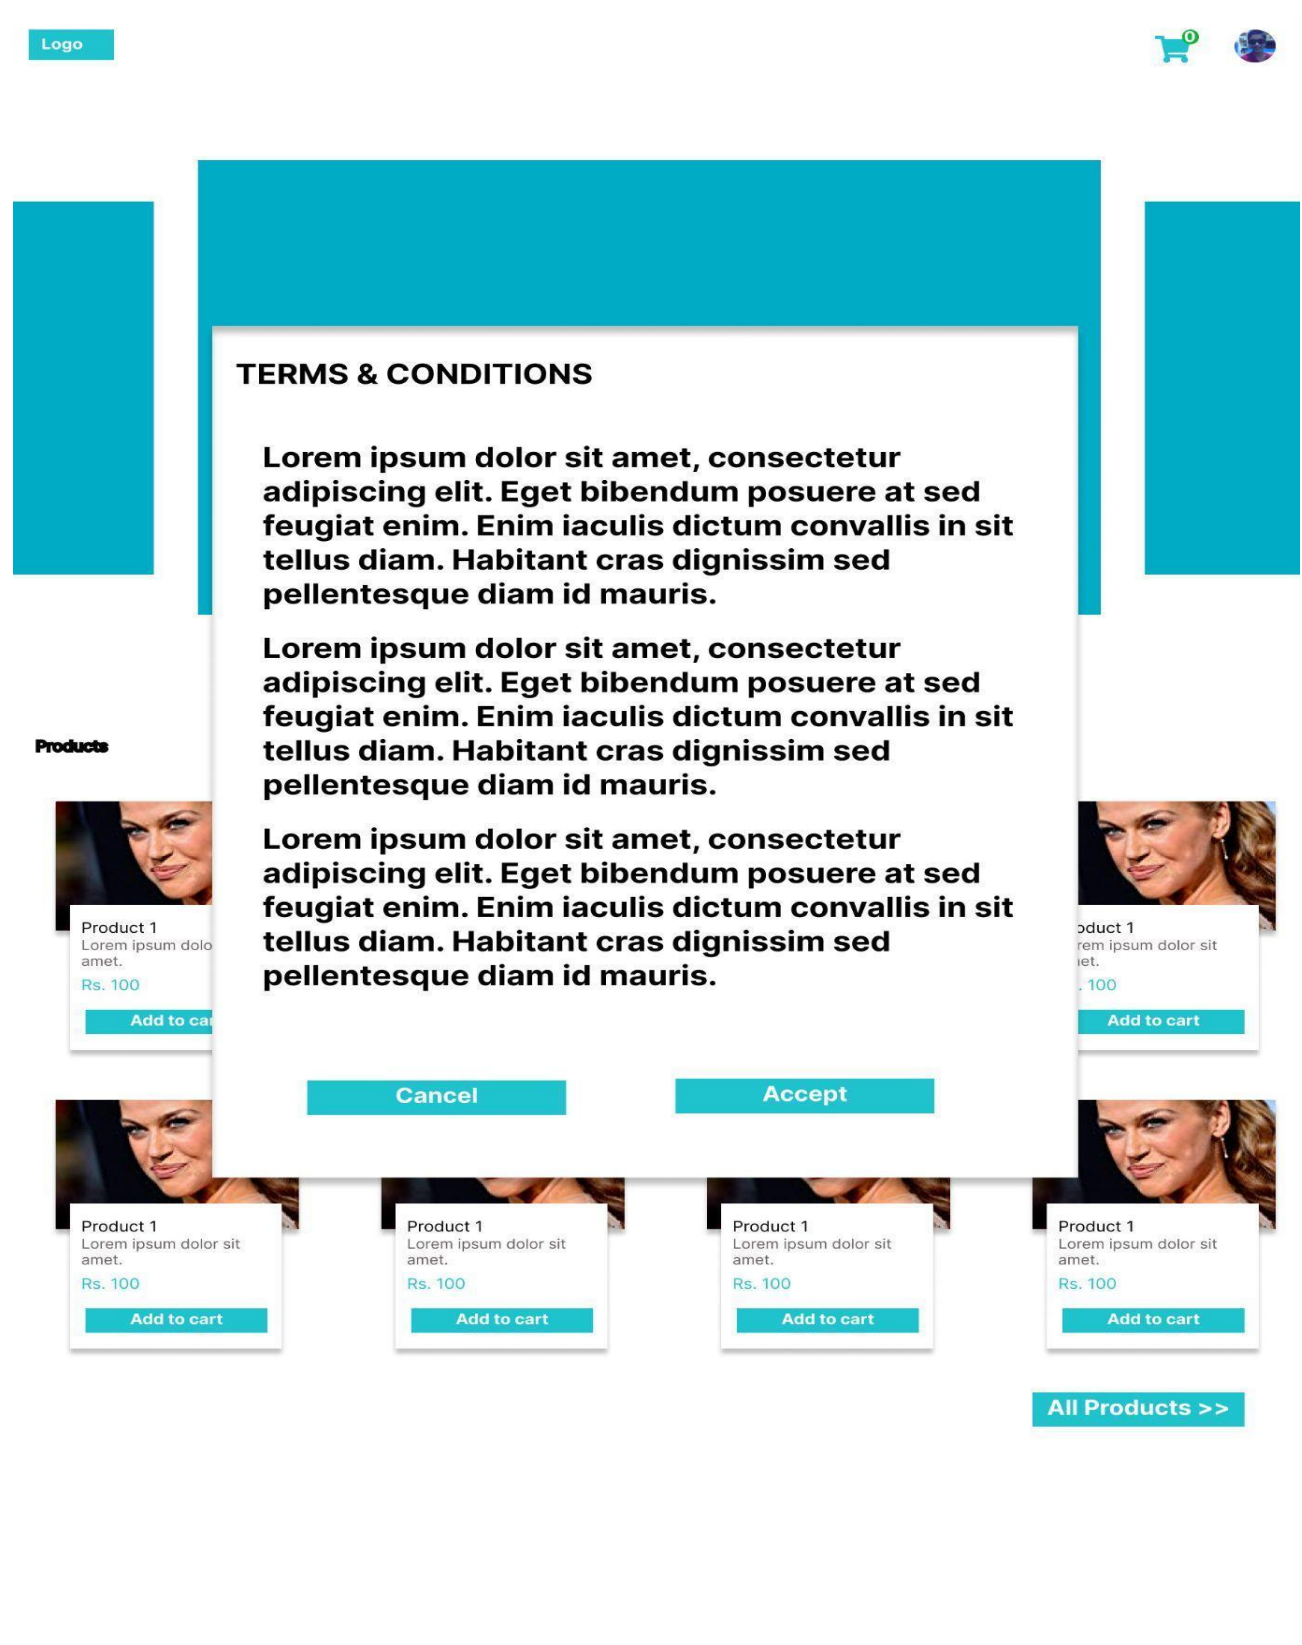 Logo
0
TERMS & CONDITIONS
Lorem ipsum dolor sit amet, consectetur
adipiscing elit. Eget bibendum posuere at sed
feugiat enim. Enim iaculis dictum convallis in sit
tellus diam. Habitant cras dignissim sed
pellentesque diam id mauris.
Lorem ipsum dolor sit amet, consectetur
adipiscing elit. Eget bibendum posuere at sed
feugiat enim. Enim iaculis dictum convallis in sit
tellus diam. Habitant cras dignissim sed
pellentesque diam id mauris.
Lorem ipsum dolor sit amet, consectetur
adipiscing elit. Eget bibendum posuere at sed
feugiat enim. Enim iaculis dictum convallis in sit
tellus diam. Habitant cras dignissim sed
pellentesque diam id mauris.
Cancel
Accept
Products
Product 1
Lorem ipsum dolo
amet.
Rs. 100
Add to car
oduct 1
rem ipsum dolor sit
et.
. 100
Add to cart
Product 1
Lorem ipsum dolor sit
amet.
Rs. 100
Add to cart
Product 1
Lorem ipsum dolor sit
amet.
Rs. 100
Add to cart
Product 1
Lorem ipsum dolor sit
amet.
Rs. 100
Add to cart
Product 1
Lorem ipsum dolor sit
amet.
Rs. 100
Add to cart
All Products >>